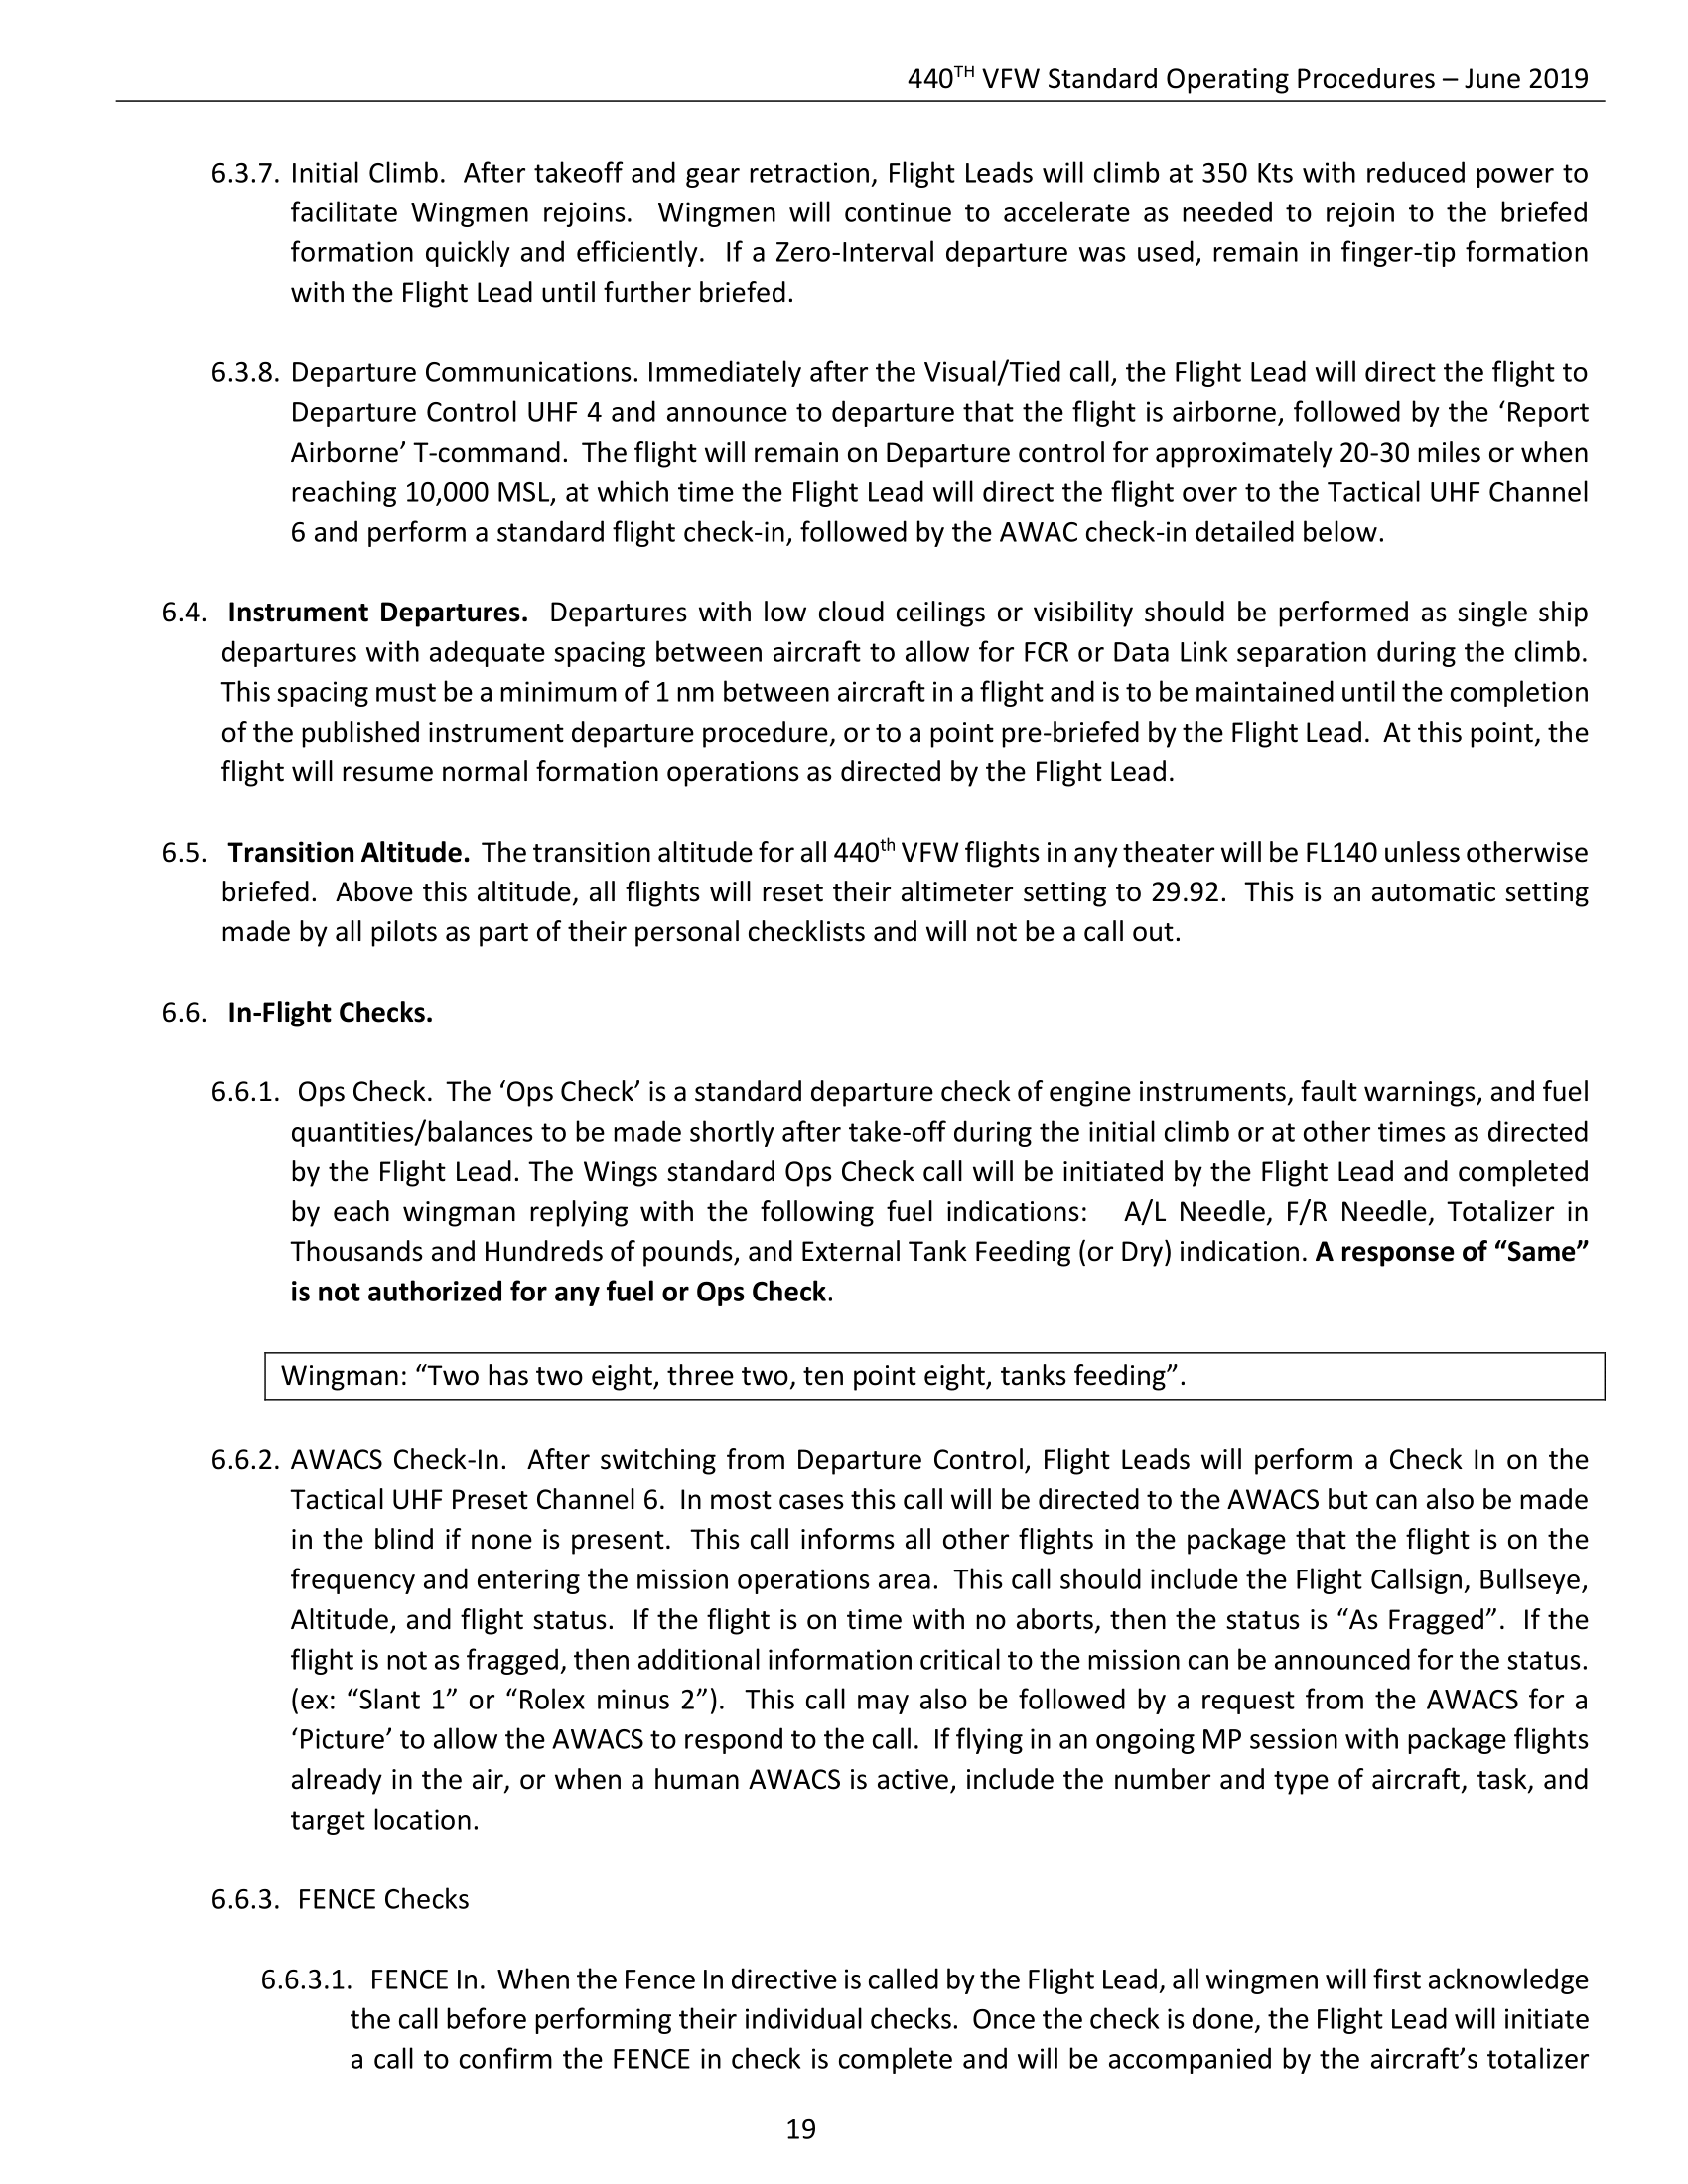 440TH VFW Standard Operating Procedures – June 2019
6.3.7. Initial Climb. After takeoff and gear retraction, Flight Leads will climb at 350 Kts with reduced power to
facilitate Wingmen rejoins. Wingmen will continue to accelerate as needed to rejoin to the briefed
formation quickly and efficiently. If a Zero-Interval departure was used, remain in finger-tip formation
with the Flight Lead until further briefed.
6.3.8. Departure Communications. Immediately after the Visual/Tied call, the Flight Lead will direct the flight to
Departure Control UHF 4 and announce to departure that the flight is airborne, followed by the ‘Report
Airborne’ T-command. The flight will remain on Departure control for approximately 20-30 miles or when
reaching 10,000 MSL, at which time the Flight Lead will direct the flight over to the Tactical UHF Channel
6 and perform a standard flight check-in, followed by the AWAC check-in detailed below.
6.4. Instrument Departures. Departures with low cloud ceilings or visibility should be performed as single ship
departures with adequate spacing between aircraft to allow for FCR or Data Link separation during the climb.
This spacing must be a minimum of 1 nm between aircraft in a flight and is to be maintained until the completion
of the published instrument departure procedure, or to a point pre-briefed by the Flight Lead. At this point, the
flight will resume normal formation operations as directed by the Flight Lead.
6.5. Transition Altitude. The transition altitude for all 440th VFW flights in any theater will be FL140 unless otherwise
briefed. Above this altitude, all flights will reset their altimeter setting to 29.92. This is an automatic setting
made by all pilots as part of their personal checklists and will not be a call out.
6.6. In-Flight Checks.
6.6.1. Ops Check. The ‘Ops Check’ is a standard departure check of engine instruments, fault warnings, and fuel
quantities/balances to be made shortly after take-off during the initial climb or at other times as directed
by the Flight Lead. The Wings standard Ops Check call will be initiated by the Flight Lead and completed
by each wingman replying with the following fuel indications: A/L Needle, F/R Needle, Totalizer in
Thousands and Hundreds of pounds, and External Tank Feeding (or Dry) indication. A response of “Same”
is not authorized for any fuel or Ops Check.
Wingman: “Two has two eight, three two, ten point eight, tanks feeding”.
6.6.2. AWACS Check-In. After switching from Departure Control, Flight Leads will perform a Check In on the
Tactical UHF Preset Channel 6. In most cases this call will be directed to the AWACS but can also be made
in the blind if none is present. This call informs all other flights in the package that the flight is on the
frequency and entering the mission operations area. This call should include the Flight Callsign, Bullseye,
Altitude, and flight status. If the flight is on time with no aborts, then the status is “As Fragged”. If the
flight is not as fragged, then additional information critical to the mission can be announced for the status.
(ex: “Slant 1” or “Rolex minus 2”). This call may also be followed by a request from the AWACS for a
‘Picture’ to allow the AWACS to respond to the call. If flying in an ongoing MP session with package flights
already in the air, or when a human AWACS is active, include the number and type of aircraft, task, and
target location.
6.6.3. FENCE Checks
6.6.3.1. FENCE In. When the Fence In directive is called by the Flight Lead, all wingmen will first acknowledge
the call before performing their individual checks. Once the check is done, the Flight Lead will initiate
a call to confirm the FENCE in check is complete and will be accompanied by the aircraft’s totalizer
19